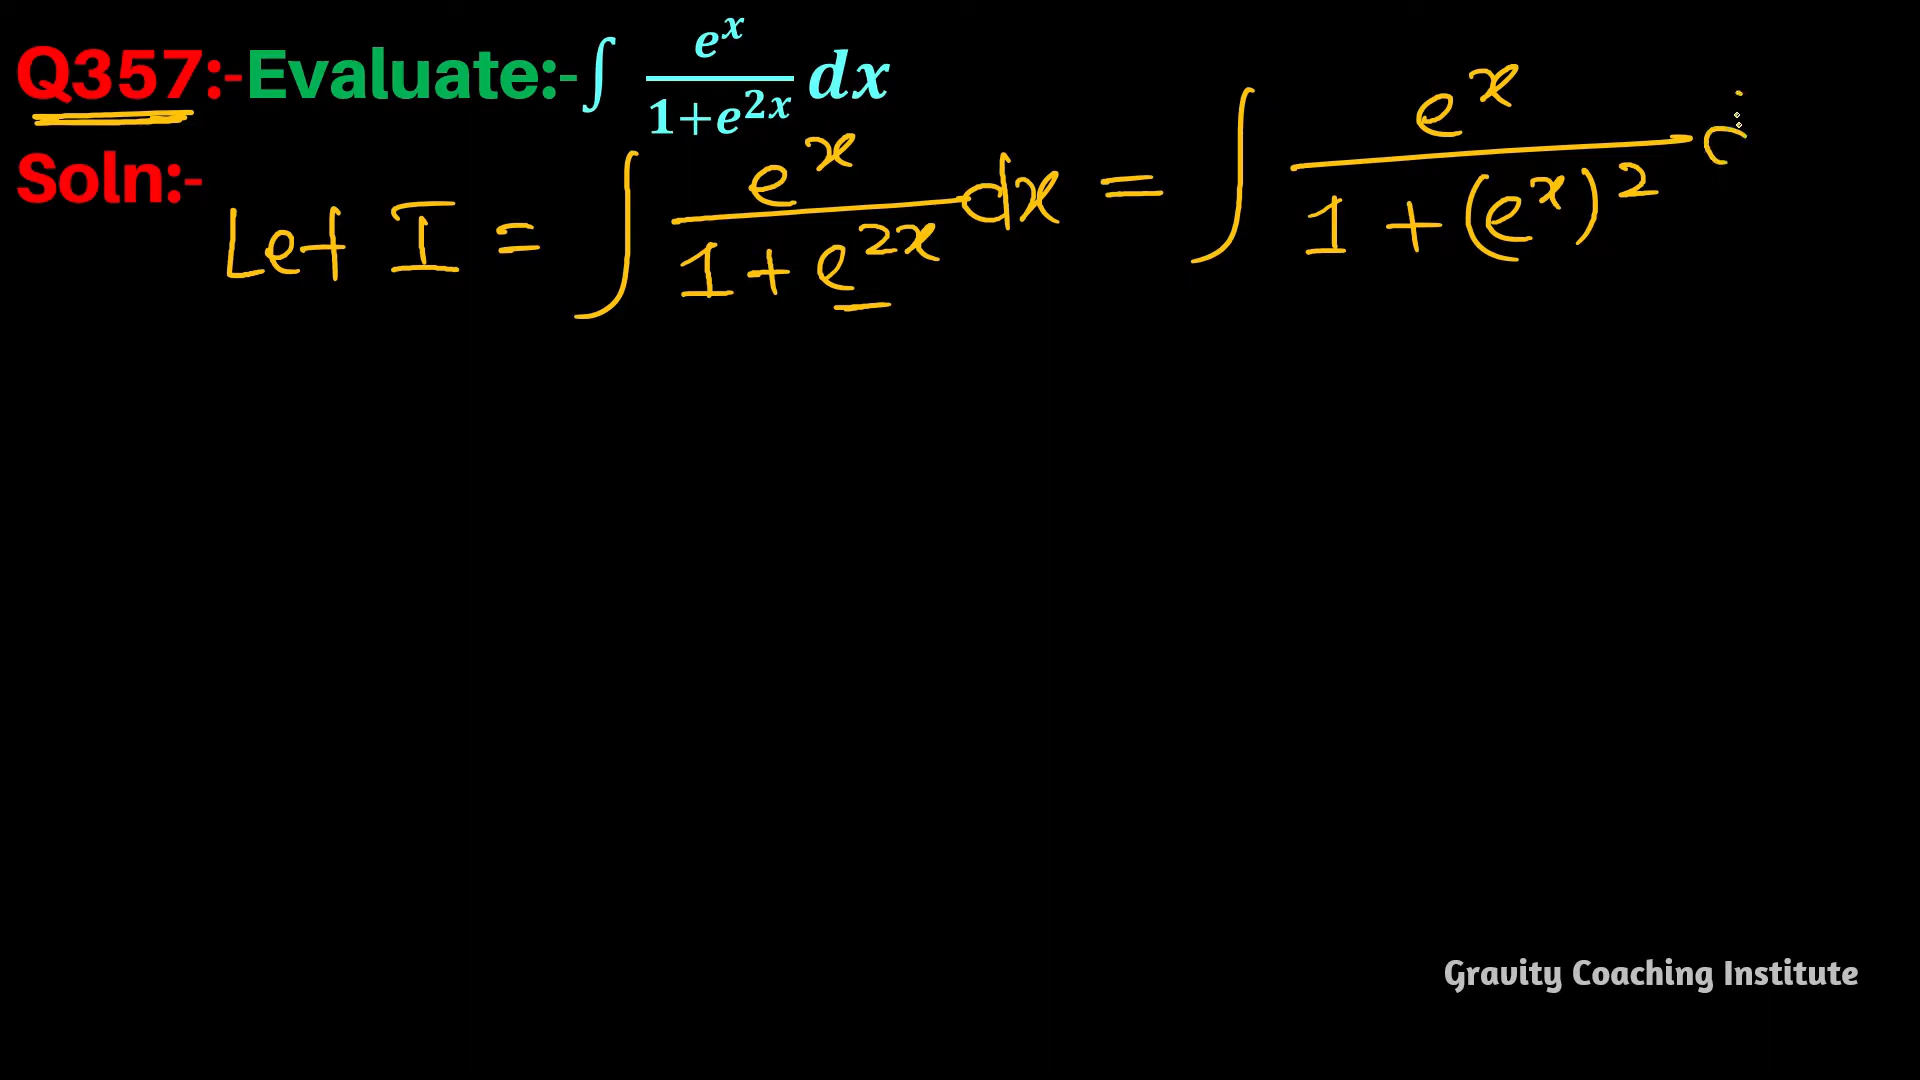 Q357:-Evaluate:-∫ e^x/(1+e^{2x}) dx
Soln:-
Let I = ∫ e^x/(1 + e^{2x}) dx = ∫ e^x/(1 + (e^x)^2)
Gravity Coaching Institute